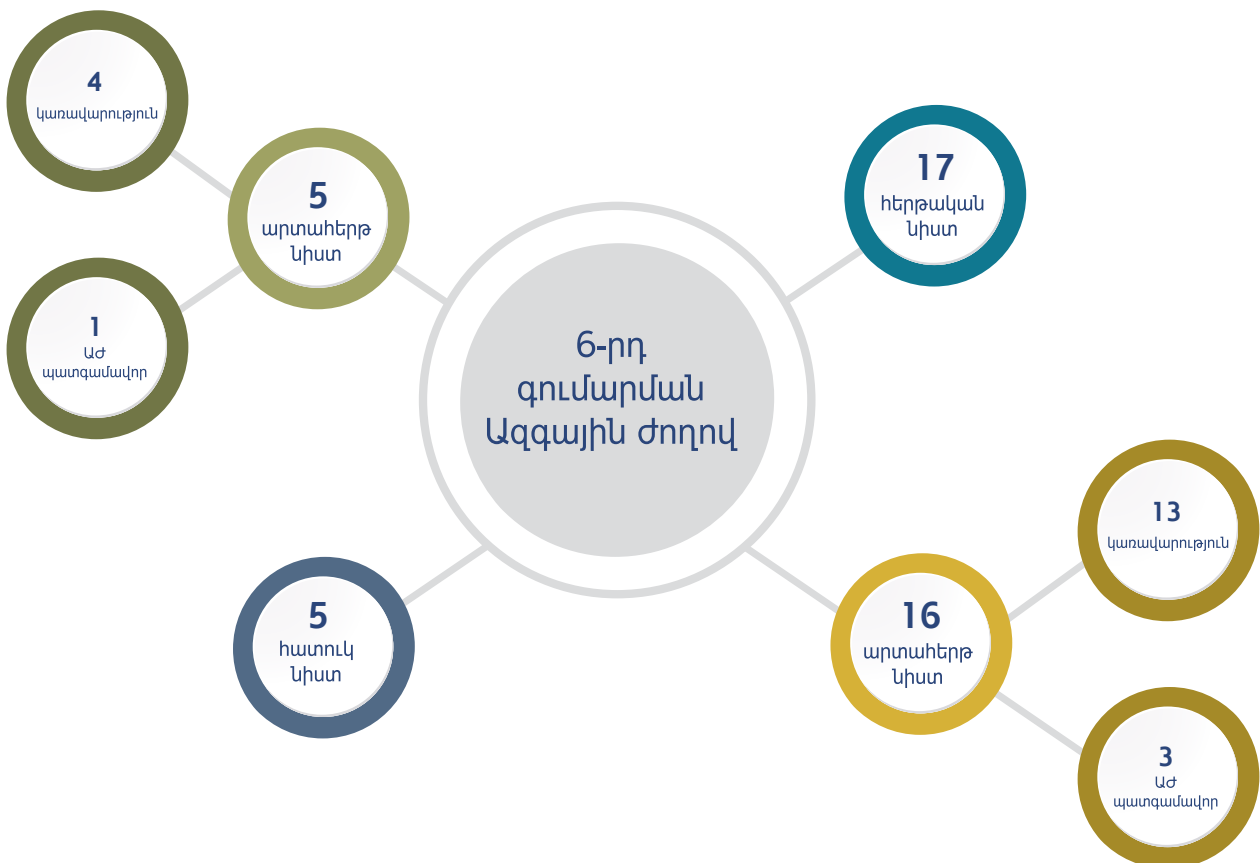 4
կառավարություն
5
արտահերթ
նիստ
1
ԱԺ
պատգամավոր
17
հերթական
նիստ
6-րդ
գումարման
Ազգային ժողով
5
հատուկ
նիստ
16
արտահերթ
նիստ
13
կառավարություն
3
ԱԺ
պատգամավոր